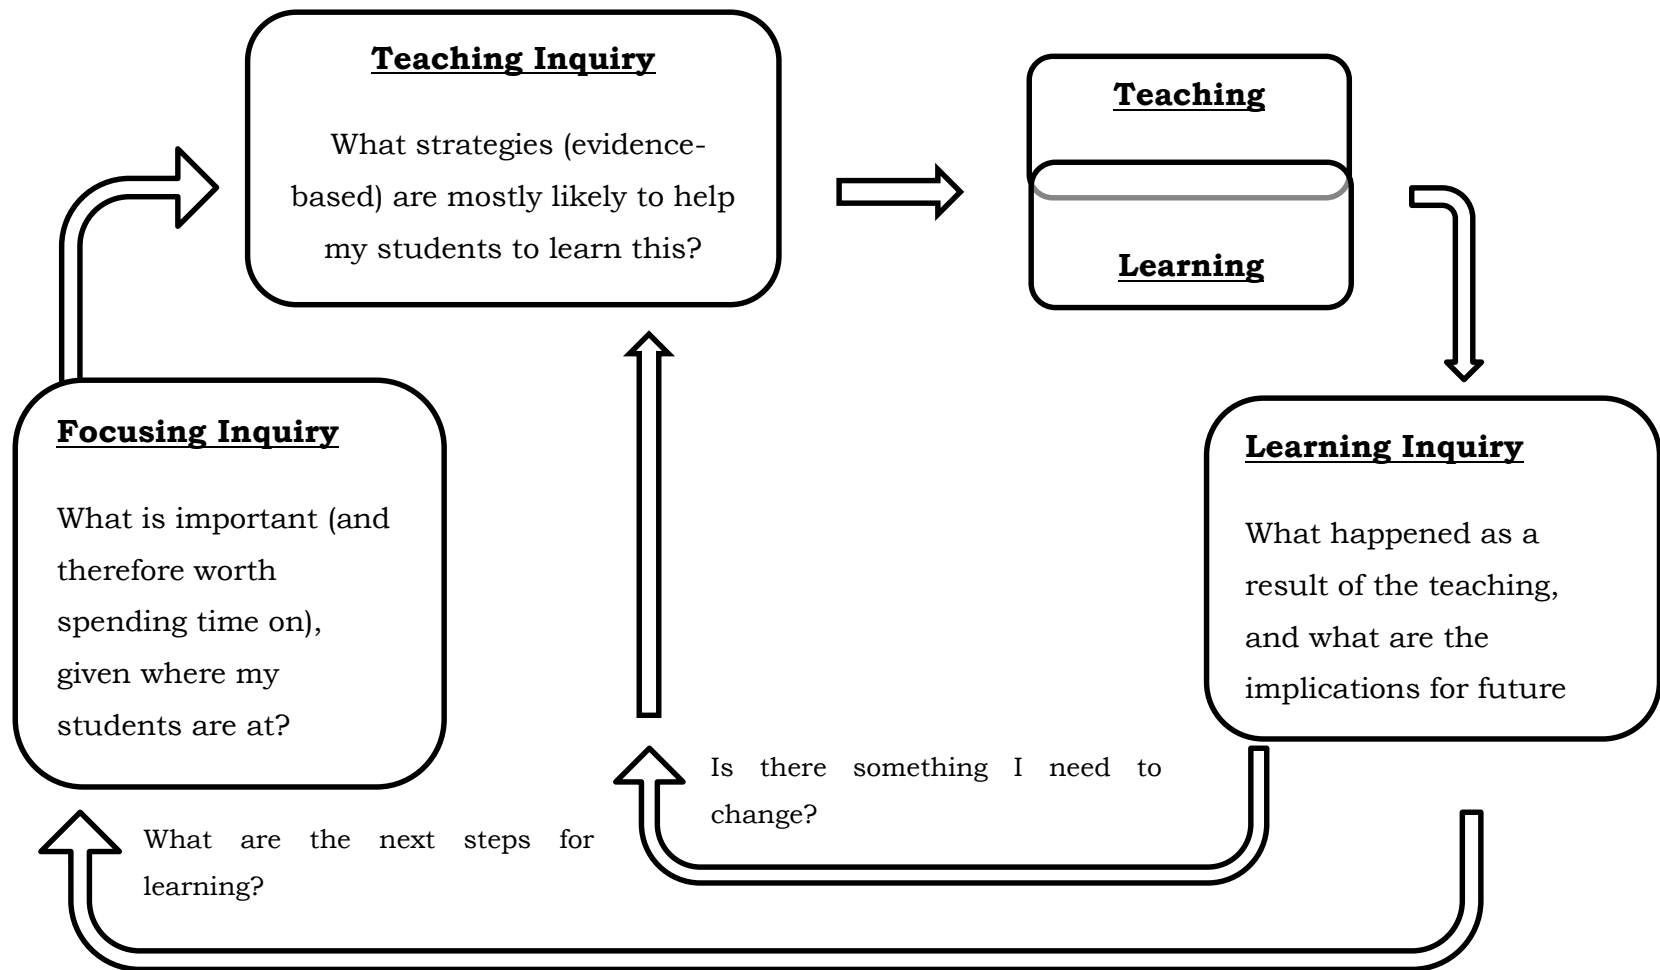 Teaching Inquiry
What strategies (evidence-
based) are mostly likely to help
my students to learn this?
Teaching
Learning
Focusing Inquiry
What is important (and
therefore worth
spending time on),
given where my
students are at?
Learning Inquiry
What happened as a
result of the teaching,
and what are the
implications for future
Is there something I need to
change?
What are the next steps for
learning?